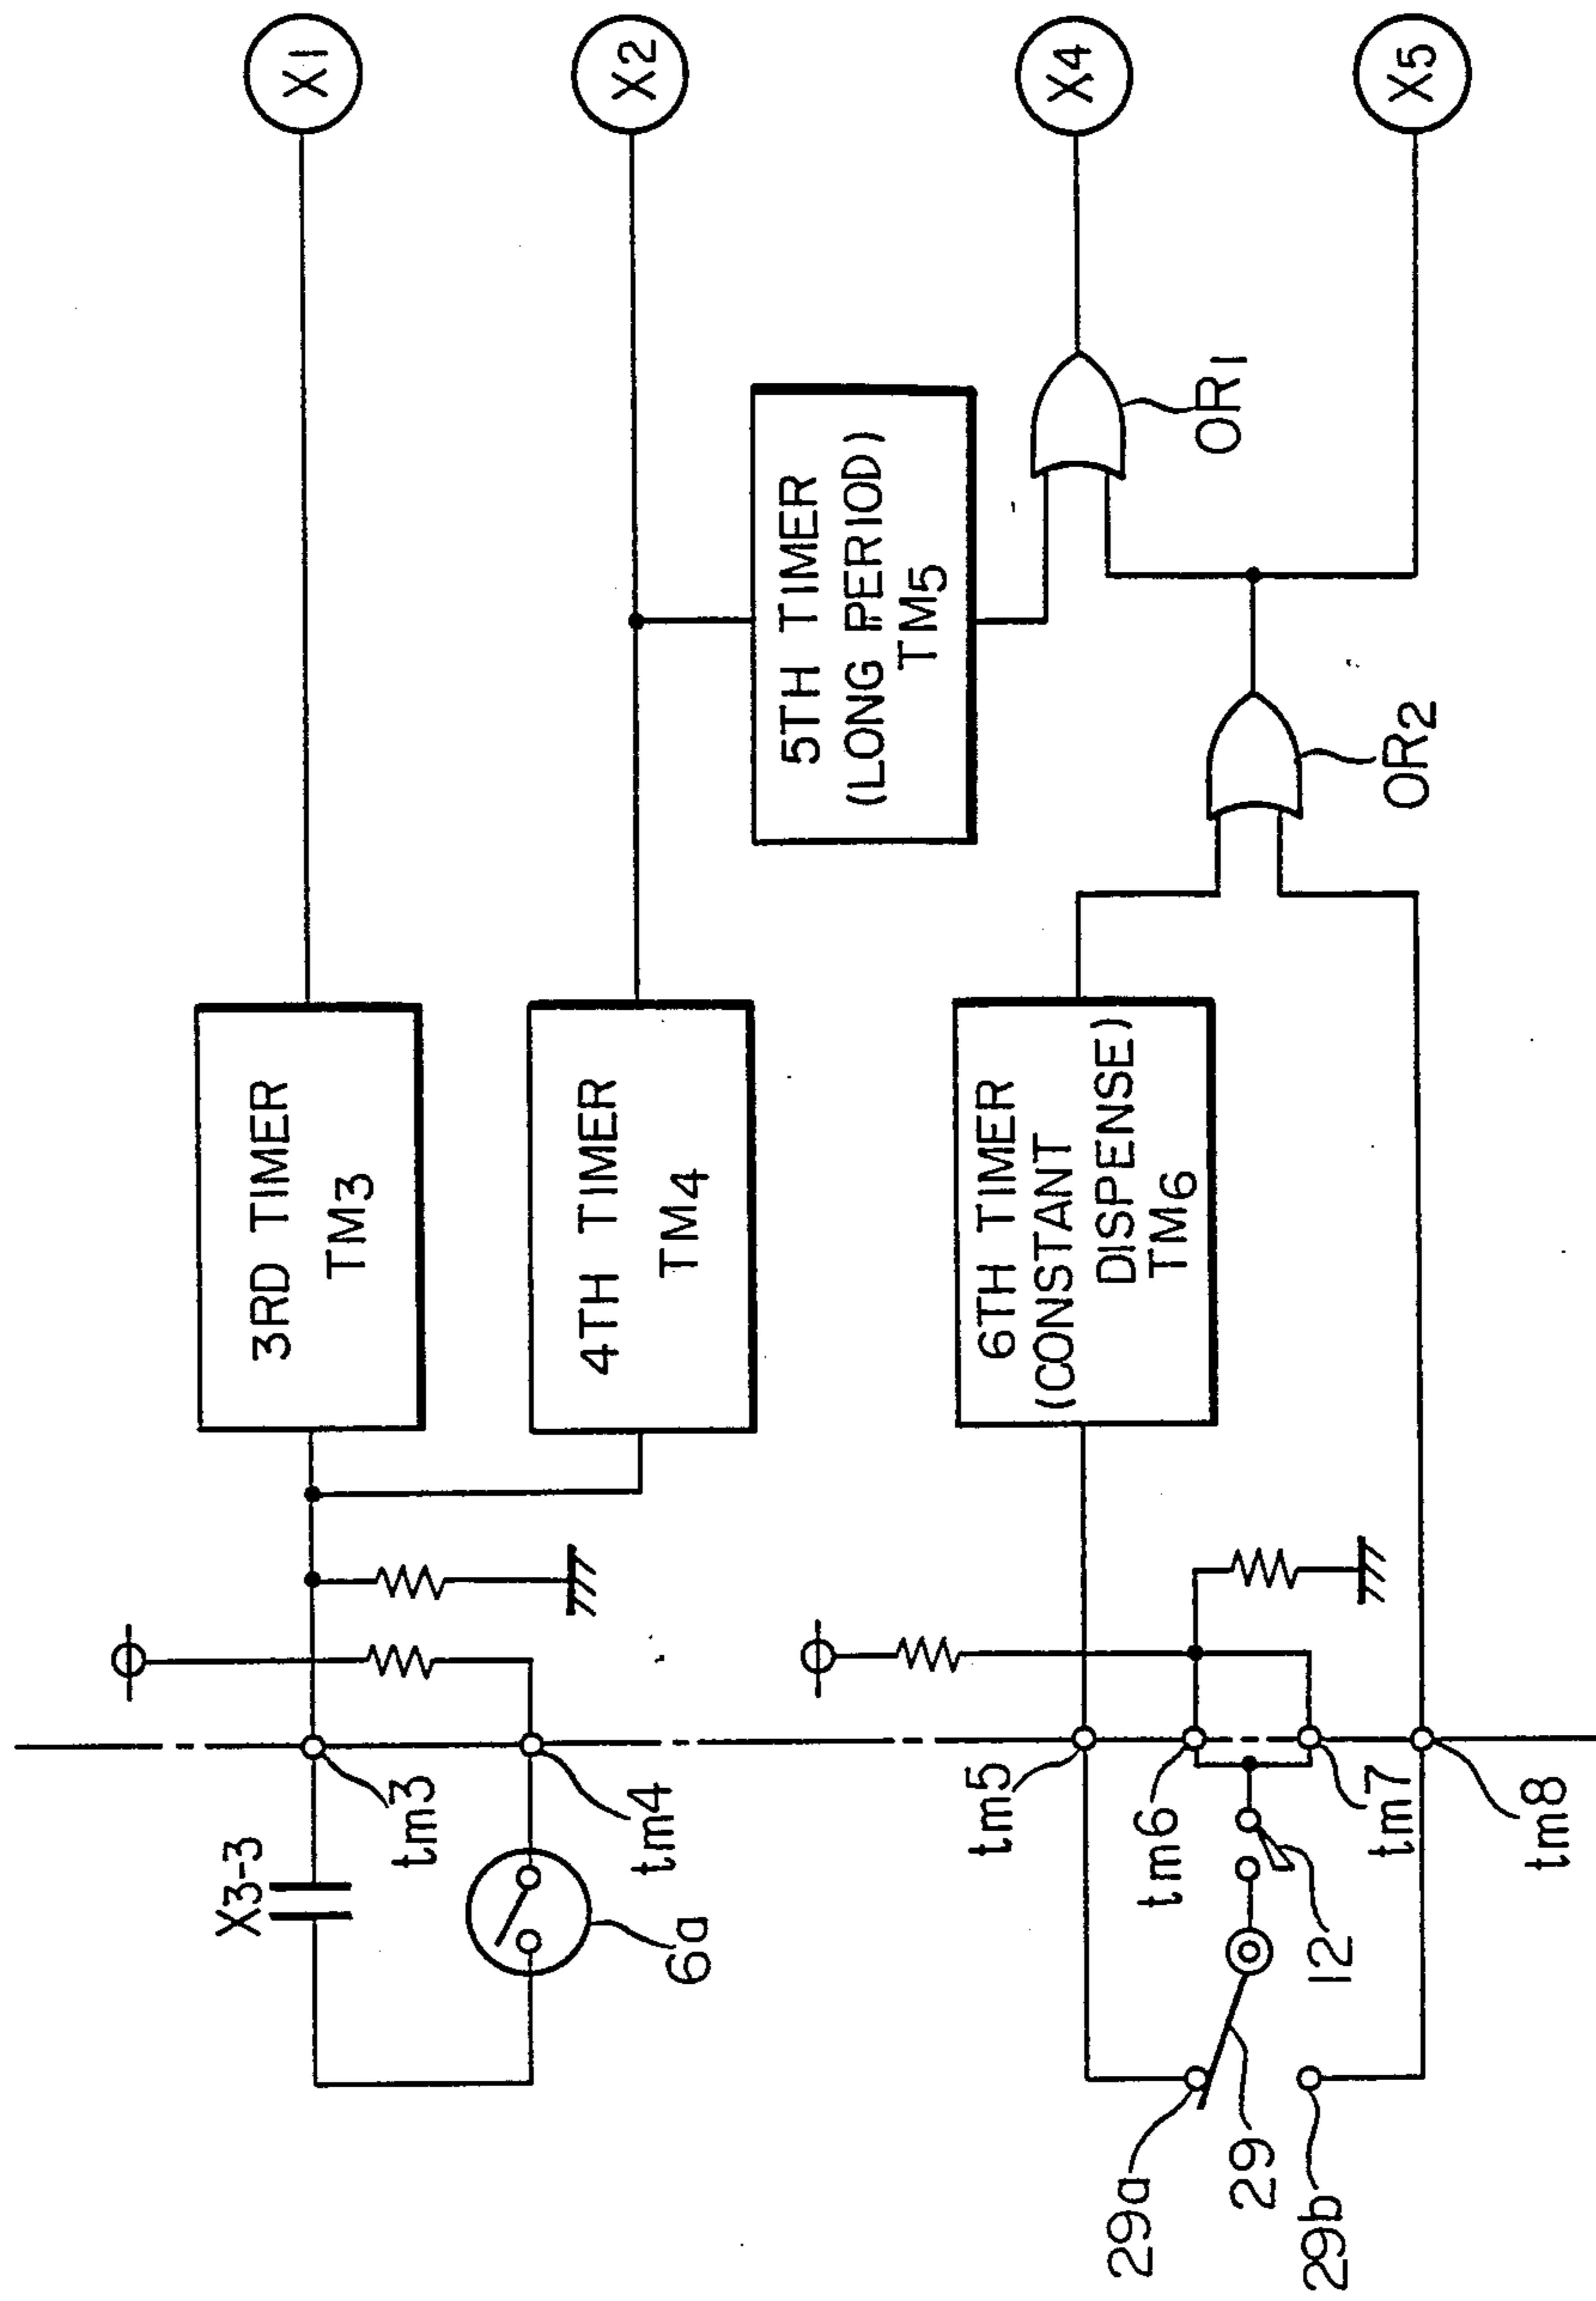 X1
X2
X4
X5
3RD TIMER
TM3
4TH TIMER
TM4
5TH TIMER
(LONG PERIOD)
TM5
6TH TIMER
(CONSTANT
DISPENSE)
TM6
OR1
OR2
X3-3
tm3
6a
tm4
tm5
tm6
12
tm7
tm8
29a
29
29b